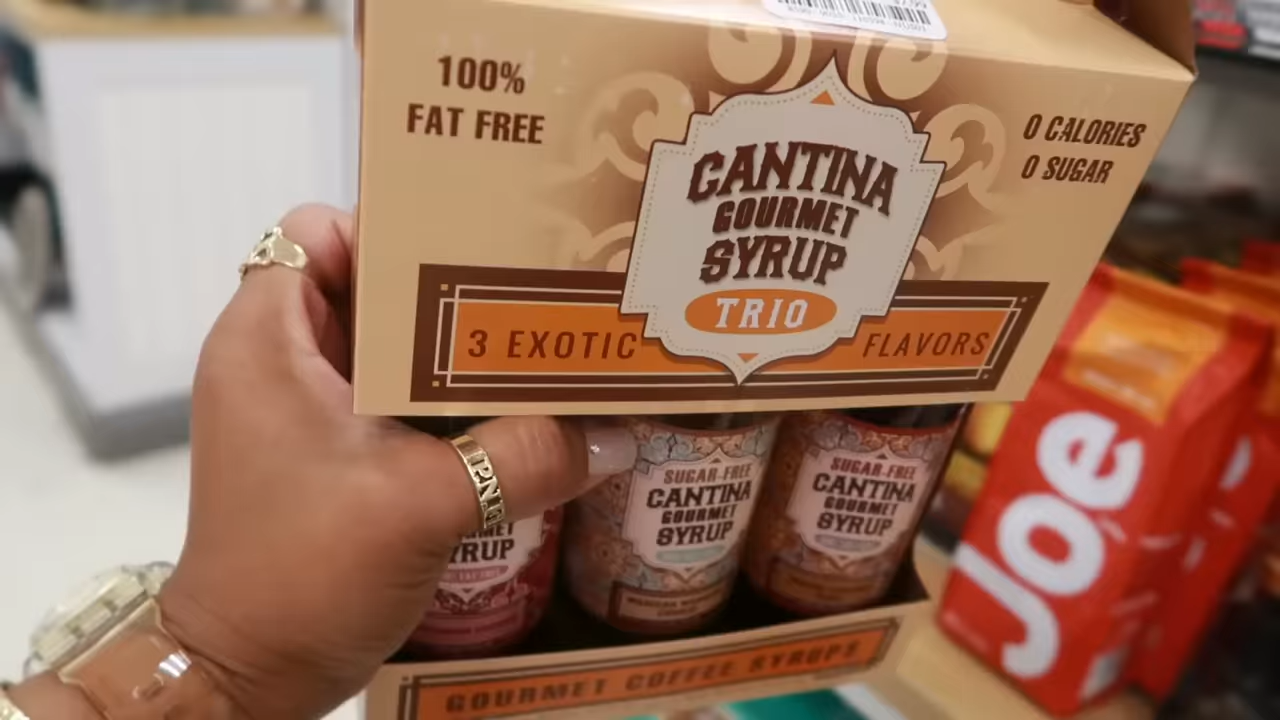 100%
FAT FREE
0 CALORIES
0 SUGAR
CANTINA
GOURMET
SYRUP
TRIO
3 EXOTIC
FLAVORS
SUGAR-FREE
CANTINA
GOURMET
SYRUP
SUGAR-FREE
CANTINA
GOURMET
SYRUP
SYRUP
GOURMET COFFEE SYRUPS
Joe